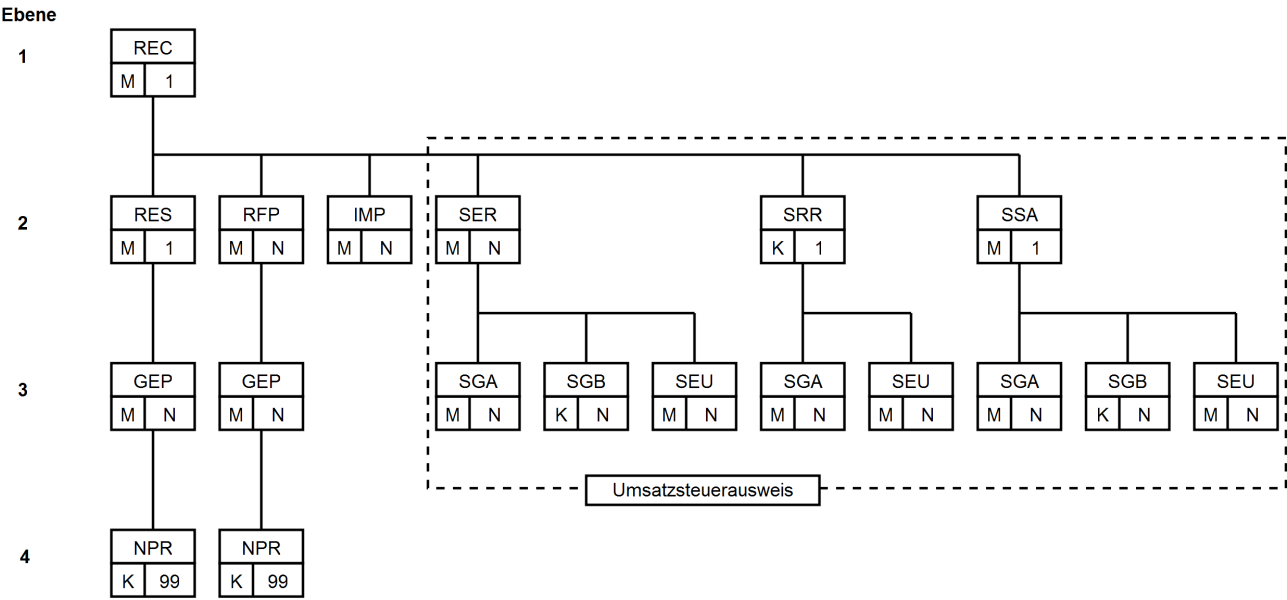 Ebene
1
REC
M 1
2
RES RFP IMP SER SRR SSA
M 1 M N M N M N K 1 M 1
3
GEP GEP SGA SGB SEU SGA SEU SGA SGB SEU
M N M N M N K N M N M N M N M N K N M N
Umsatzsteuerausweis
4
NPR NPR
K 99 K 99